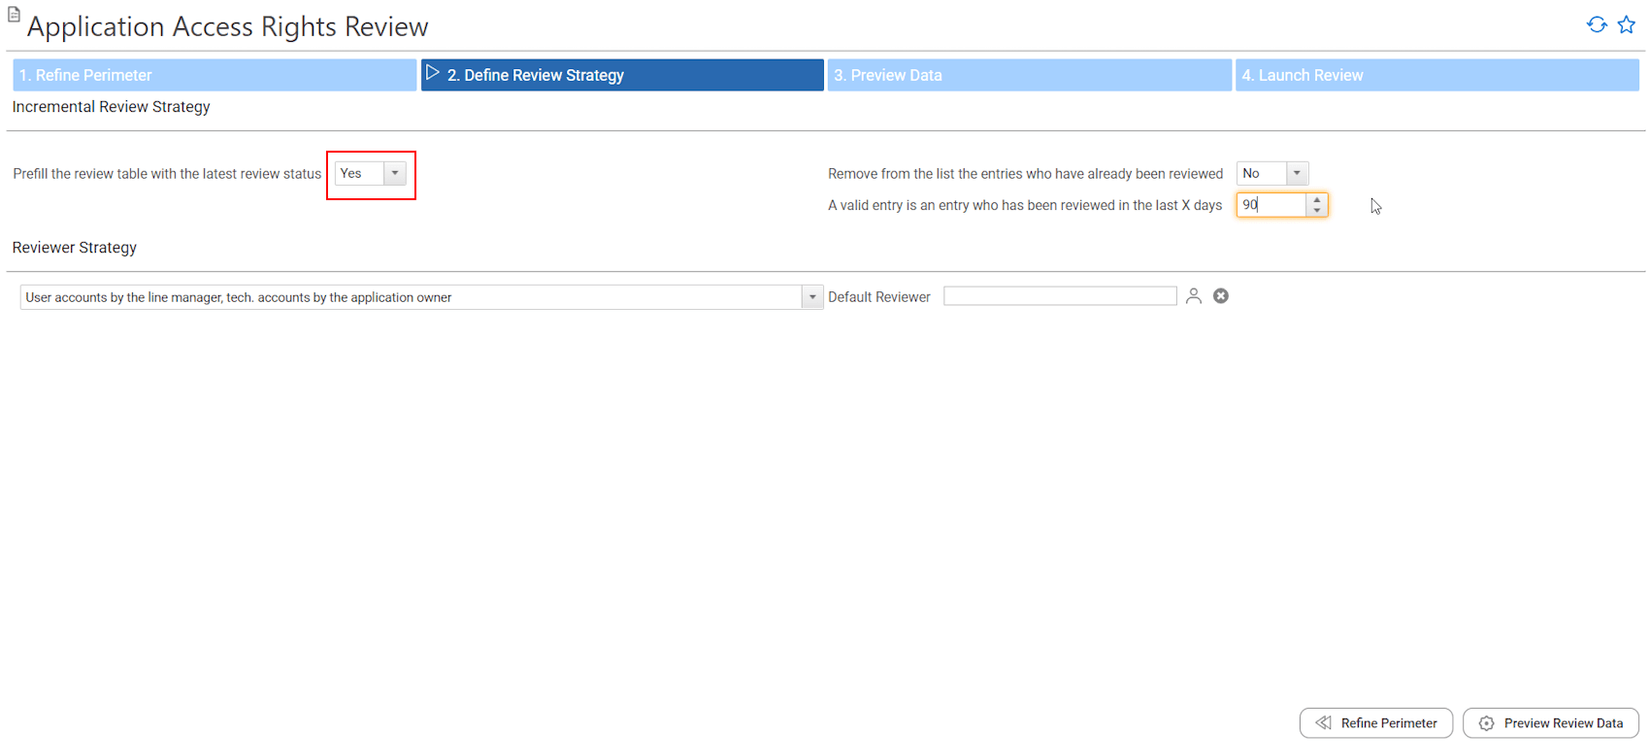 Application Access Rights Review
1. Refine Perimeter
2. Define Review Strategy
3. Preview Data
4. Launch Review
Incremental Review Strategy
Prefill the review table with the latest review status Yes
Remove from the list the entries who have already been reviewed No
A valid entry is an entry who has been reviewed in the last X days 90
Reviewer Strategy
User accounts by the line manager, tech. accounts by the application owner
Default Reviewer
Refine Perimeter
Preview Review Data